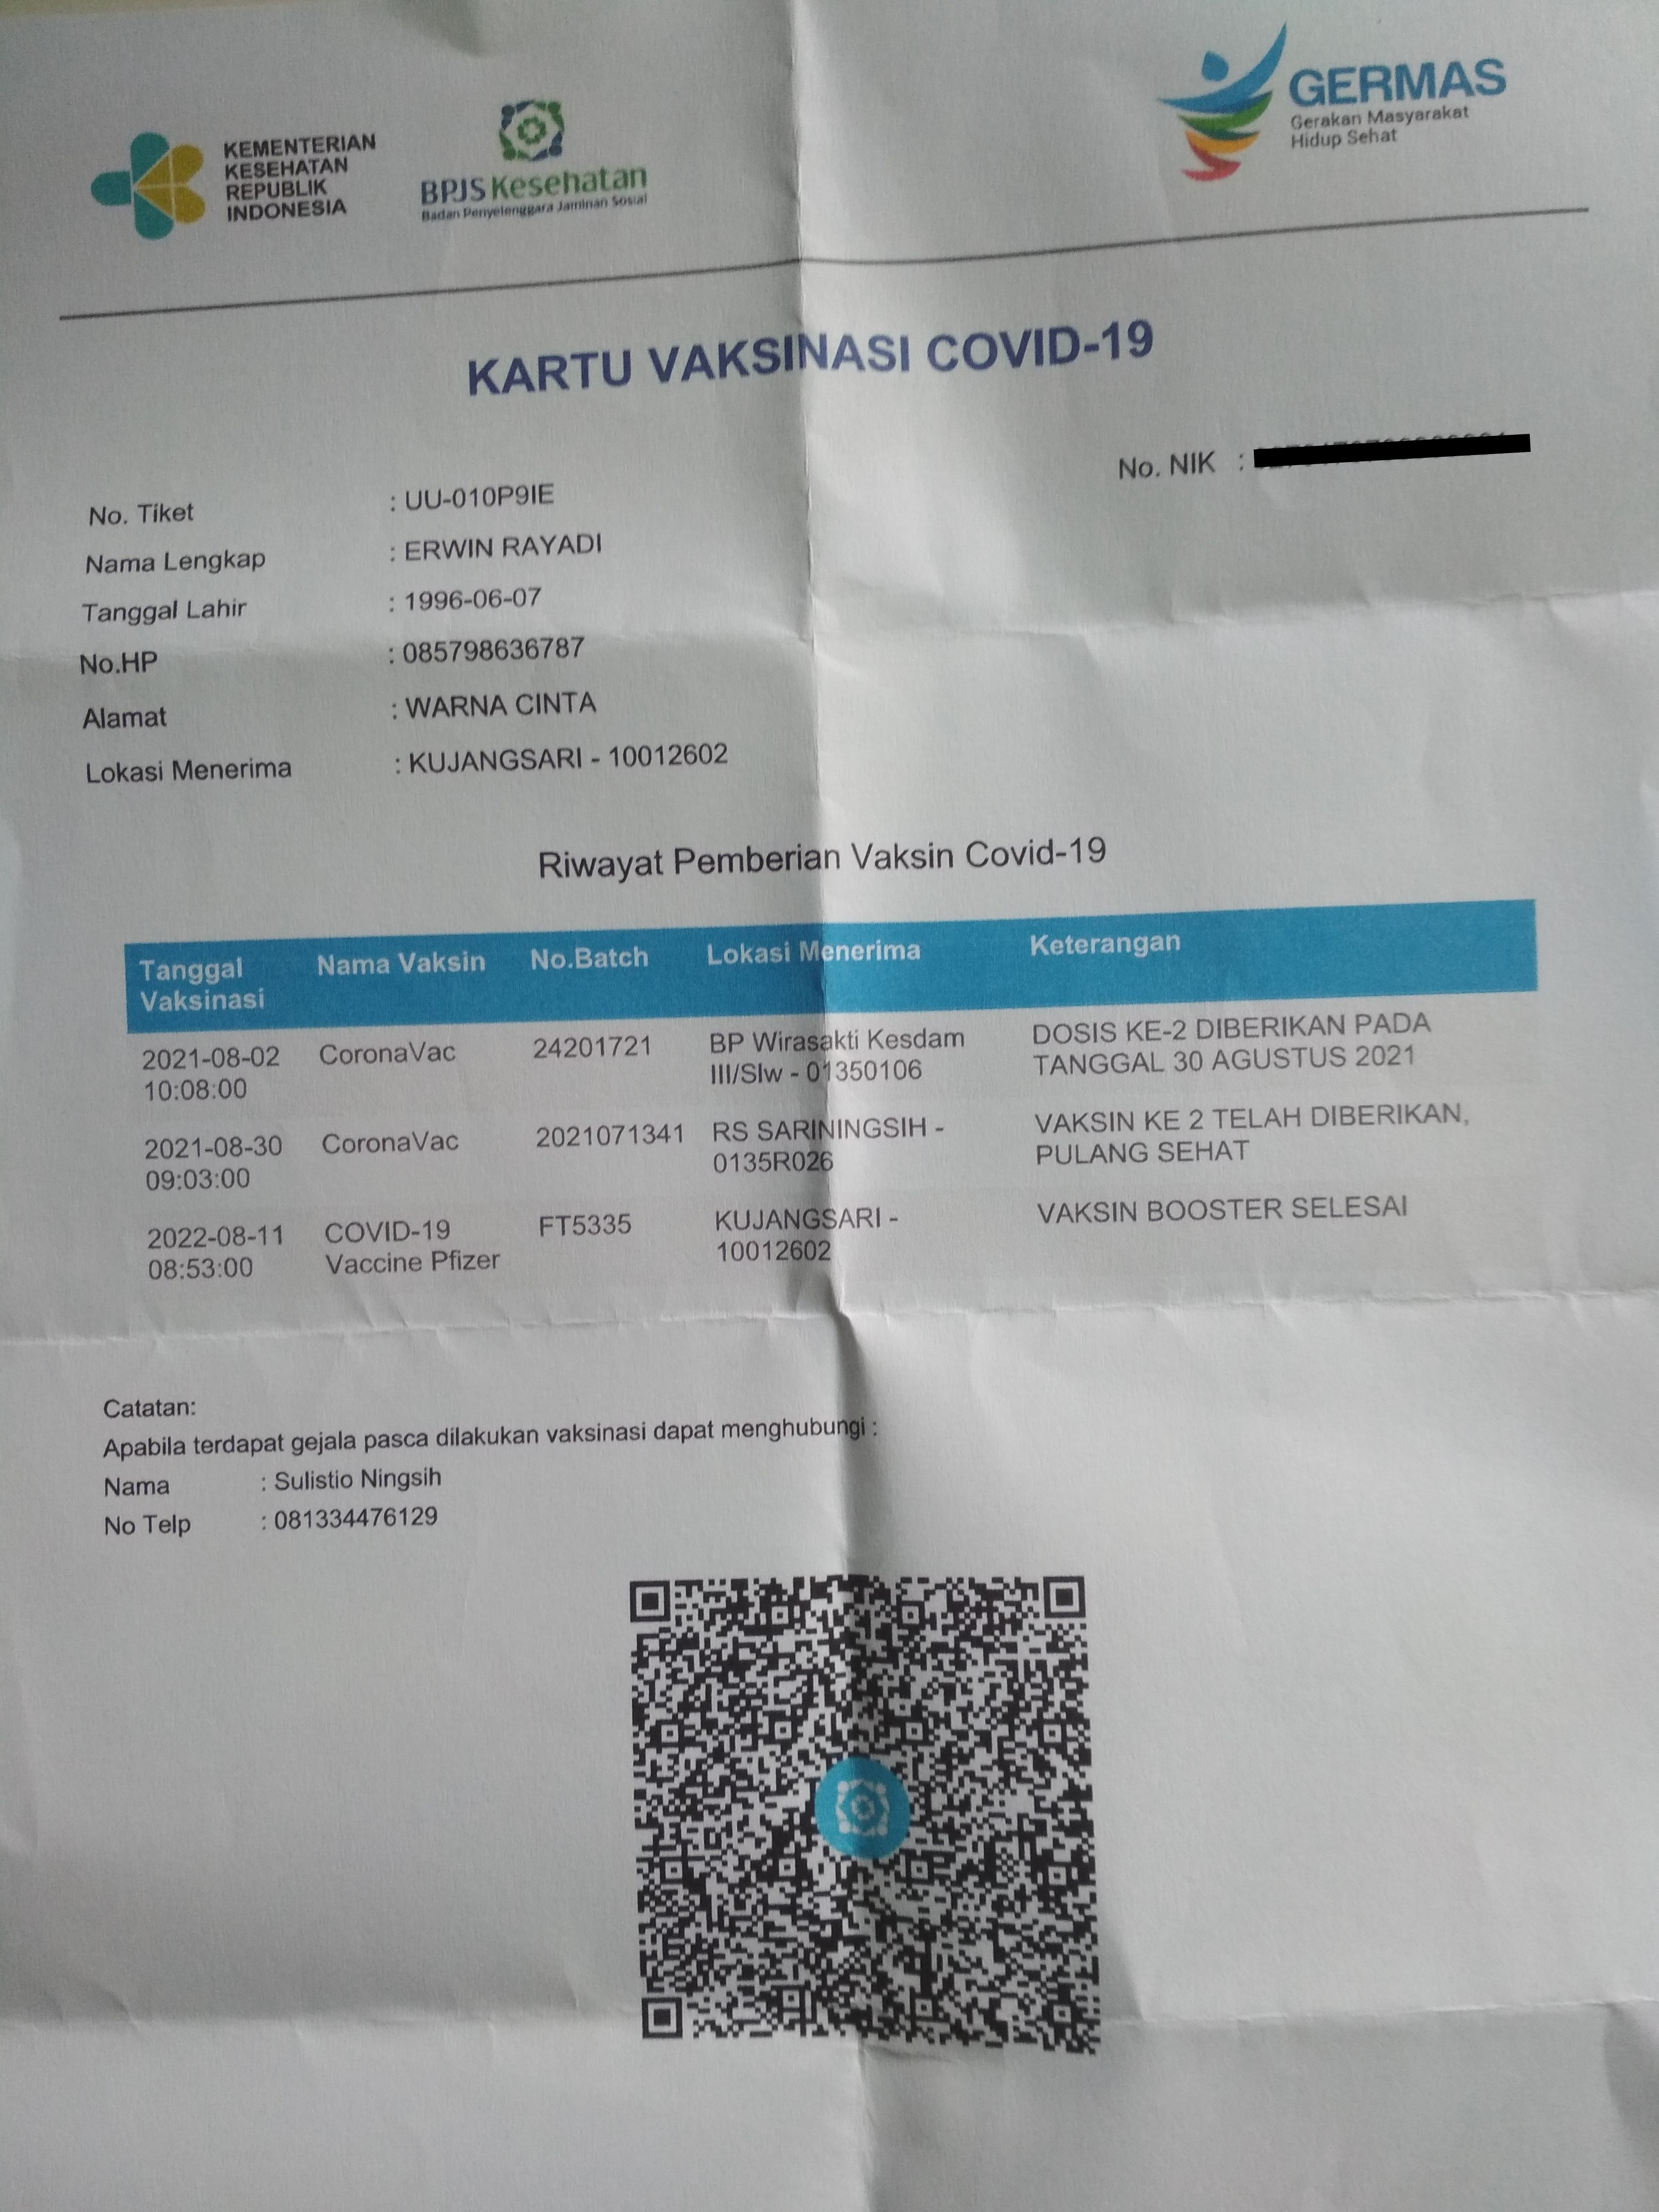 KEMENTERIAN
KESEHATAN
REPUBLIK
INDONESIA
BPJS Kesehatan
Badan Penyelenggara Jaminan Sosial
GERMAS
Gerakan Masyarakat
Hidup Sehat
KARTU VAKSINASI COVID-19
No. NIK :
No. Tiket : UU-010P9IE
Nama Lengkap : ERWIN RAYADI
Tanggal Lahir : 1996-06-07
No.HP : 085798636787
Alamat : WARNA CINTA
Lokasi Menerima : KUJANGSARI - 10012602
Riwayat Pemberian Vaksin Covid-19
Tanggal Nama Vaksin No.Batch Lokasi Menerima Keterangan
Vaksinasi
2021-08-02 CoronaVac 24201721 BP Wirasakti Kesdam DOSIS KE-2 DIBERIKAN PADA
10:08:00 III/Slw - 01350106 TANGGAL 30 AGUSTUS 2021
2021-08-30 CoronaVac 2021071341 RS SARININGSIH - VAKSIN KE 2 TELAH DIBERIKAN,
09:03:00 0135R026 PULANG SEHAT
2022-08-11 COVID-19 FT5335 KUJANGSARI - VAKSIN BOOSTER SELESAI
08:53:00 Vaccine Pfizer 10012602
Catatan:
Apabila terdapat gejala pasca dilakukan vaksinasi dapat menghubungi :
Nama : Sulistio Ningsih
No Telp : 081334476129